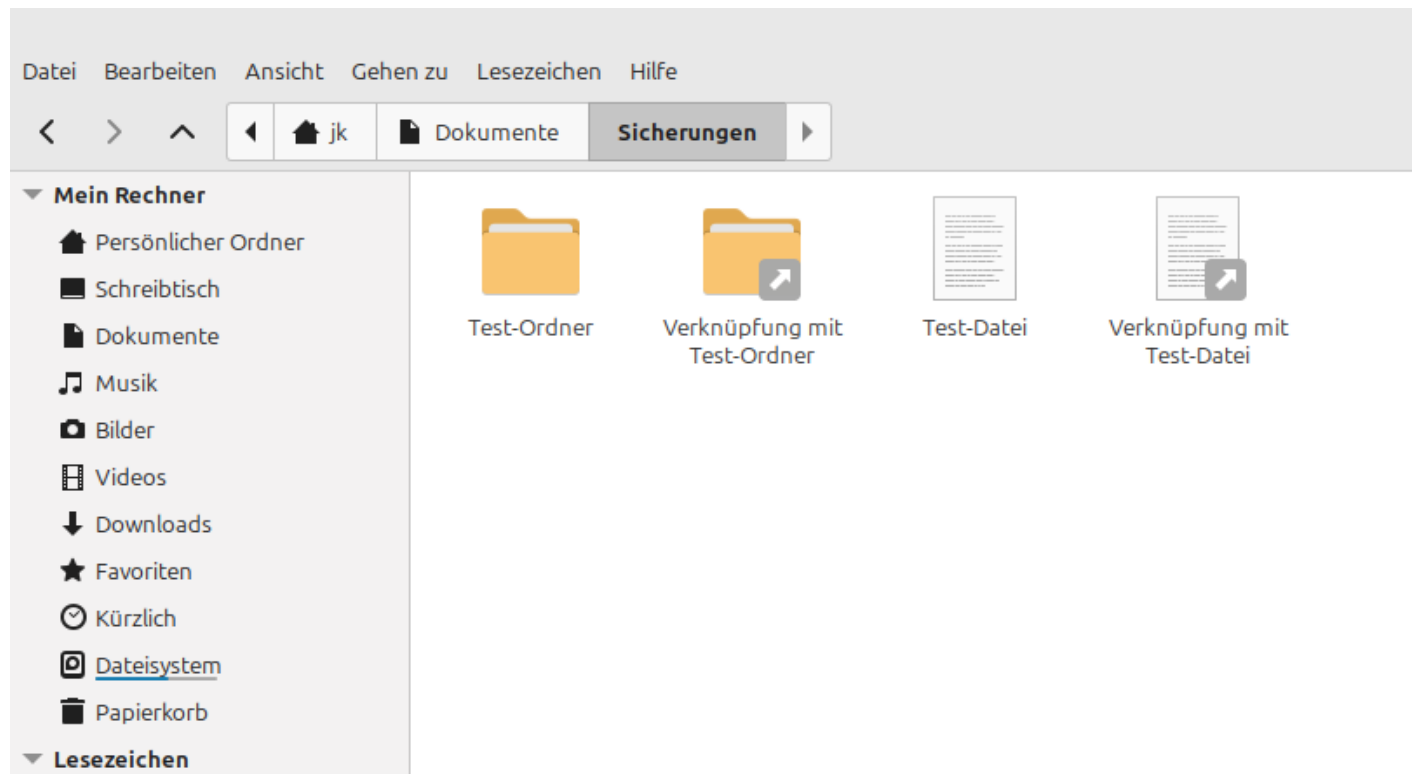 Datei Bearbeiten Ansicht Gehen zu Lesezeichen Hilfe
jk Dokumente Sicherungen
Mein Rechner
Persönlicher Ordner
Schreibtisch
Dokumente
Musik
Bilder
Videos
Downloads
Favoriten
Kürzlich
Dateisystem
Papierkorb
Lesezeichen
Test-Ordner
Verknüpfung mit
Test-Ordner
Test-Datei
Verknüpfung mit
Test-Datei